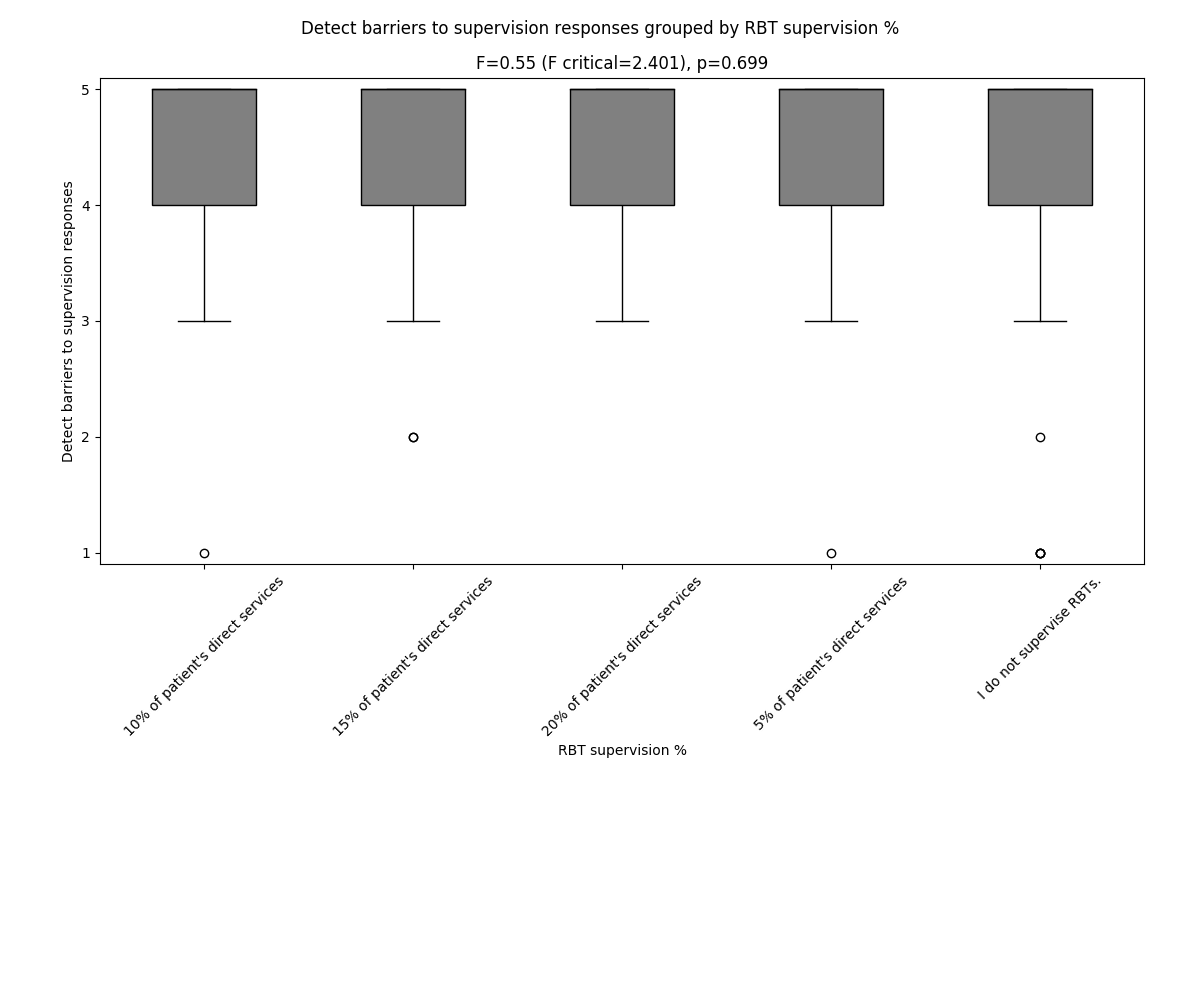 Detect barriers to supervision responses grouped by RBT supervision %
F=0.55 (F critical=2.401), p=0.699
Detect barriers to supervision responses
5
4
3
2
1
10% of patient's direct services
15% of patient's direct services
20% of patient's direct services
5% of patient's direct services
I do not supervise RBTs.
RBT supervision %